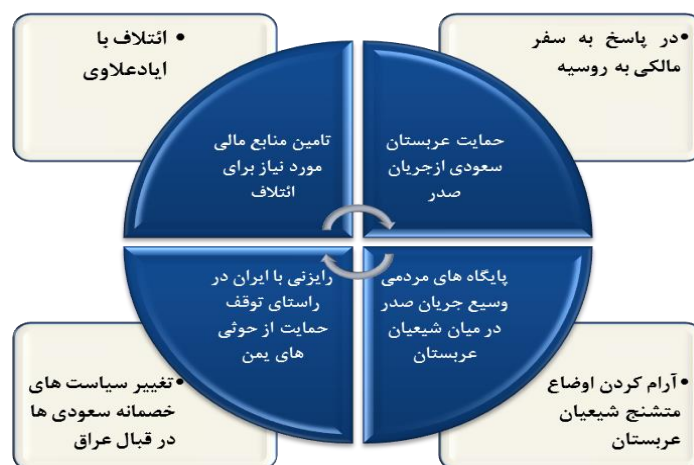 • در پاسخ به سفر
مالکی به روسیه
• ائتلاف با
ایادعلاوی
حمایت عربستان
سعودی ازجریان
صدر
تامین منابع مالی
مورد نیاز برای
ائتلاف
پایگاه های مردمی
وسیع جریان صدر
در میان شیعیان
عربستان
رایزنی با ایران در
راستای توقف
حمایت از حوثی
های یمن
• آرام کردن اوضاع
متشنج شیعیان
عربستان
• تغییر سیاست های
خصمانه سعودی ها
در قبال عراق